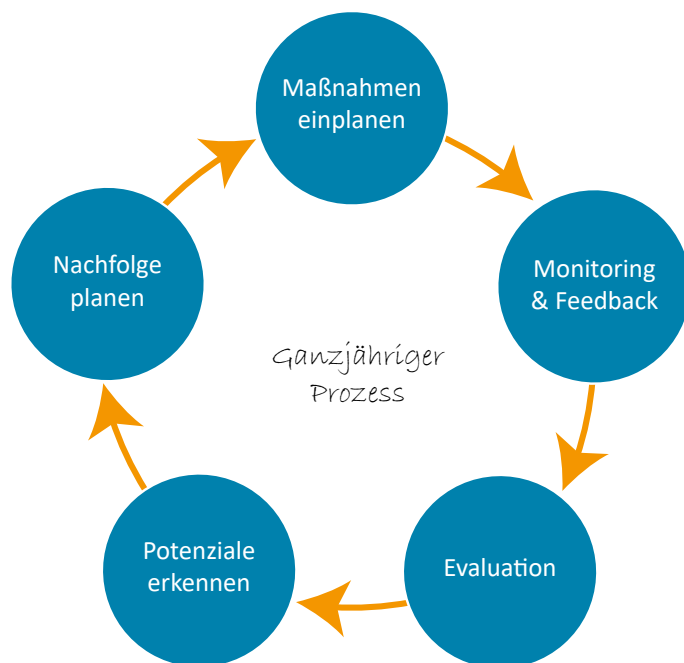 Maßnahmen
einplanen
Monitoring
& Feedback
Evaluation
Potenziale
erkennen
Nachfolge
planen
Ganzjähriger
Prozess